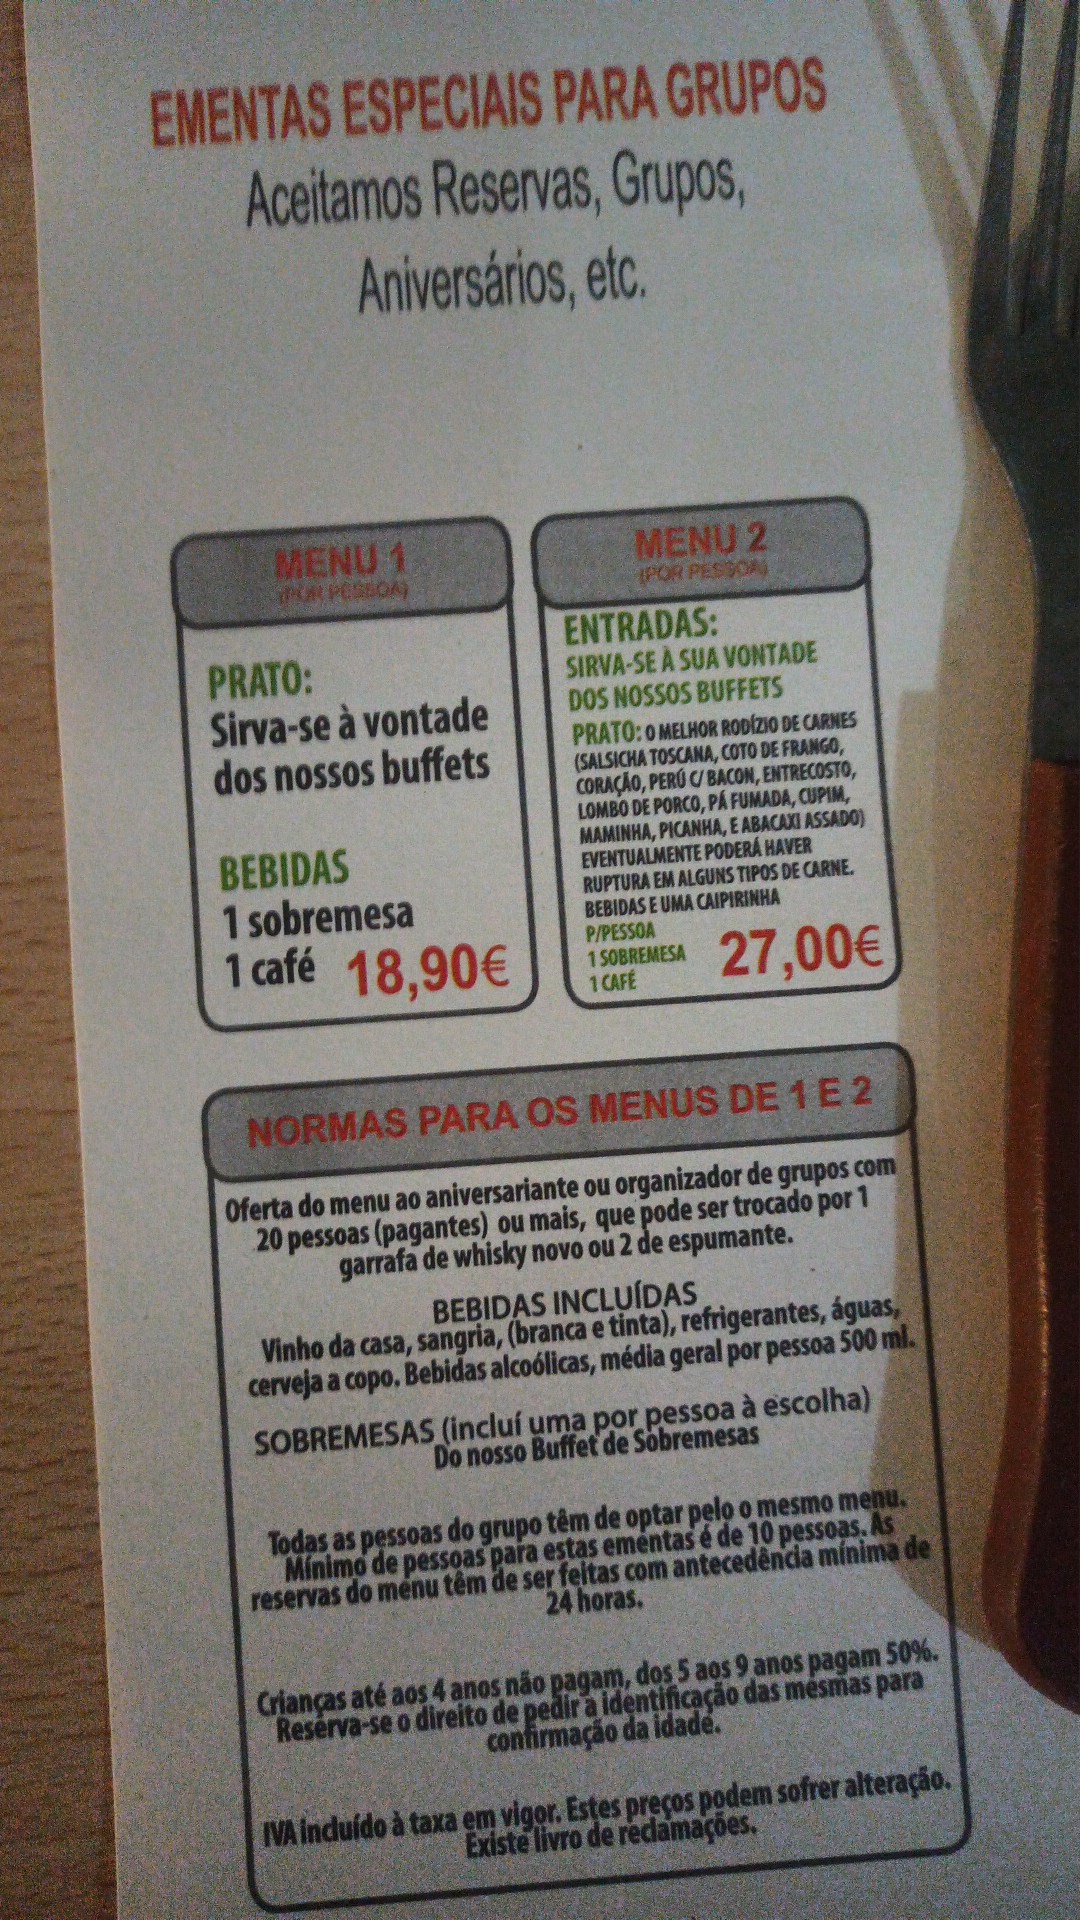 EMENTAS ESPECIAIS PARA GRUPOS
Aceitamos Reservas, Grupos,
Aniversários, etc.
MENU 1
(POR PESSOA)
PRATO:
Sirva-se à vontade
dos nossos buffets
BEBIDAS
1 sobremesa
1 café 18,90€
MENU 2
(POR PESSOA)
ENTRADAS:
SIRVA-SE À SUA VONTADE
DOS NOSSOS BUFFETS
PRATO: O MELHOR RODÍZIO DE CARNES
(SALSICHA TOSCANA, COTO DE FRANGO,
CORAÇÃO, PERÚ C/ BACON, ENTRECOSTO,
LOMBO DE PORCO, PÁ FUMADA, CUPIM,
MAMINHA, PICANHA, E ABACAXI ASSADO)
EVENTUALMENTE PODERÁ HAVER
RUPTURA EM ALGUNS TIPOS DE CARNE.
BEBIDAS E UMA CAIPIRINHA
P/PESSOA
1 SOBREMESA 27,00€
1 CAFÉ
NORMAS PARA OS MENUS DE 1 E 2
Oferta do menu ao aniversariante ou organizador de grupos com
20 pessoas (pagantes) ou mais, que pode ser trocado por 1
garrafa de whisky novo ou 2 de espumante.
BEBIDAS INCLUÍDAS
Vinho da casa, sangria, (branca e tinta), refrigerantes, águas,
cerveja a copo. Bebidas alcoólicas, média geral por pessoa 500 ml.
SOBREMESAS (incluí uma por pessoa à escolha)
Do nosso Buffet de Sobremesas
Todas as pessoas do grupo têm de optar pelo o mesmo menu.
Mínimo de pessoas para estas ementas é de 10 pessoas. As
reservas do menu têm de ser feitas com antecedência mínima de
24 horas.
Crianças até aos 4 anos não pagam, dos 5 aos 9 anos pagam 50%.
Reserva-se o direito de pedir a identificação das mesmas para
confirmação da idade.
IVA incluído à taxa em vigor. Estes preços podem sofrer alteração.
Existe livro de reclamações.